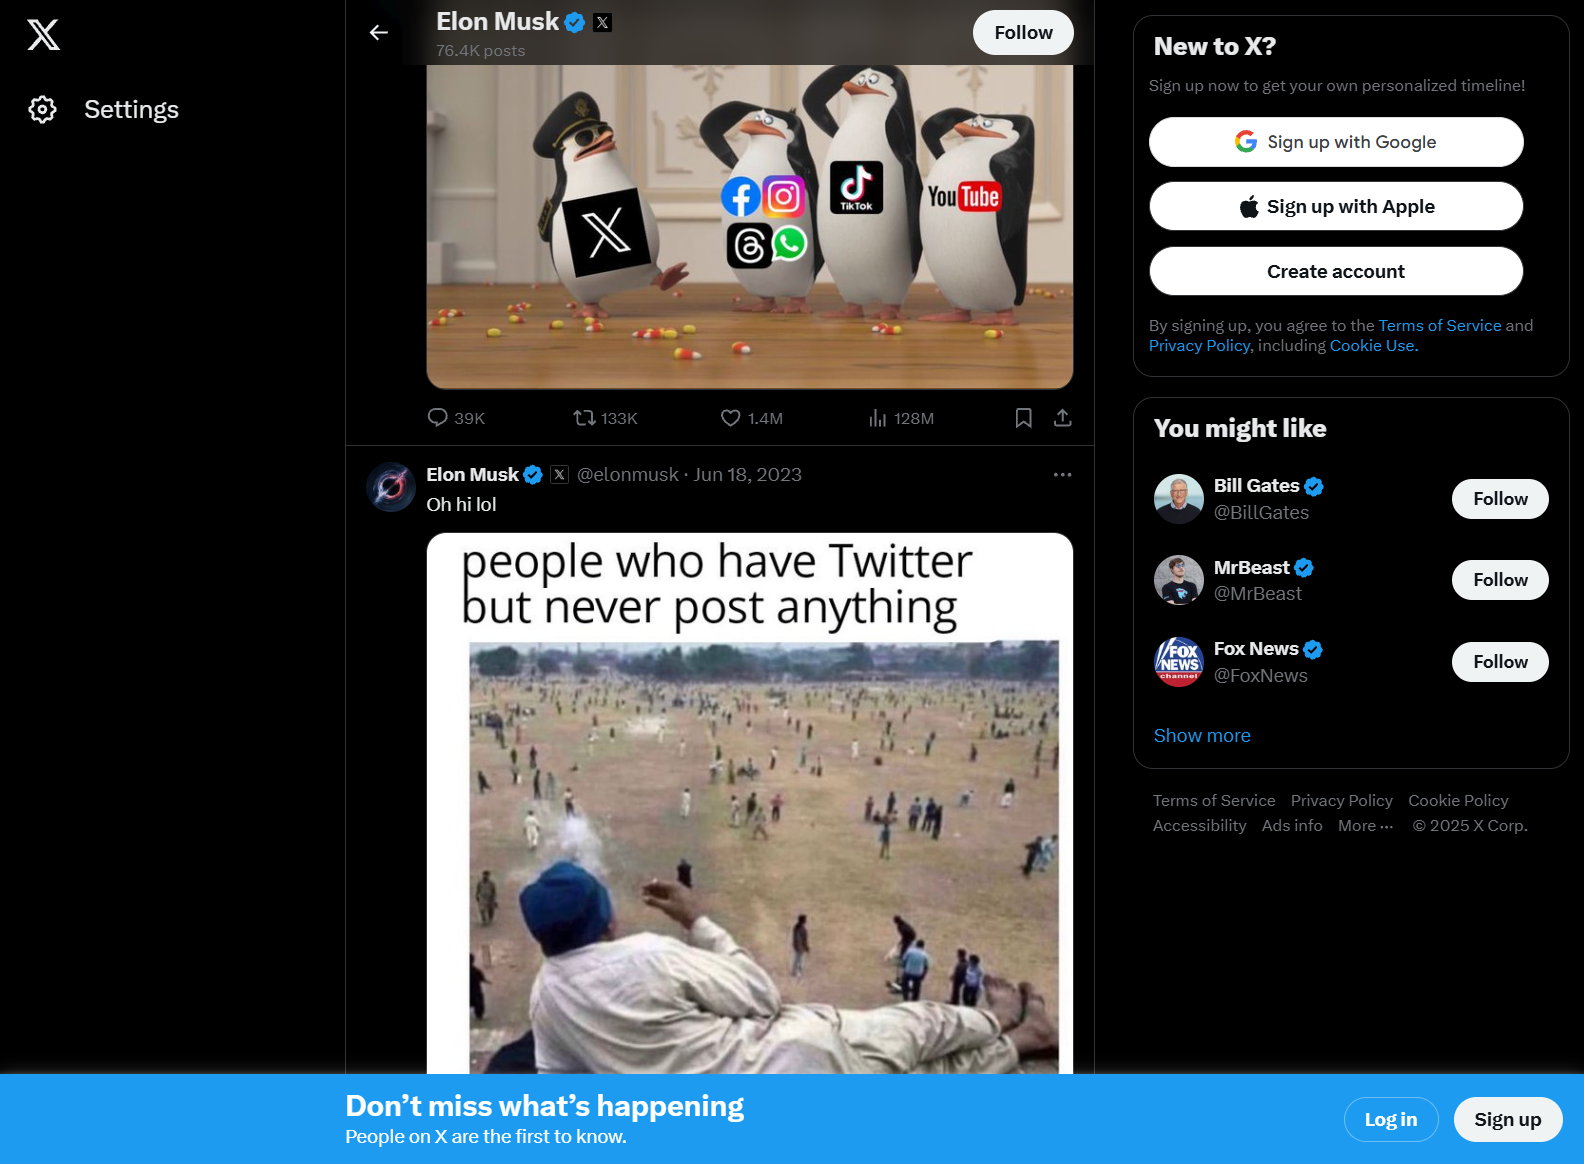 Settings
Elon Musk
76.4K posts
Follow
X
TikTok
YouTube
39K 133K 1.4M 128M
Elon Musk @elonmusk · Jun 18, 2023
Oh hi lol
people who have Twitter
but never post anything
New to X?
Sign up now to get your own personalized timeline!
Sign up with Google
Sign up with Apple
Create account
By signing up, you agree to the Terms of Service and
Privacy Policy, including Cookie Use.
You might like
Bill Gates
@BillGates
Follow
MrBeast
@MrBeast
Follow
FOX
NEWS
channel
Fox News
@FoxNews
Follow
Show more
Terms of Service Privacy Policy Cookie Policy
Accessibility Ads info More ··· © 2025 X Corp.
Don’t miss what’s happening
People on X are the first to know.
Log in
Sign up